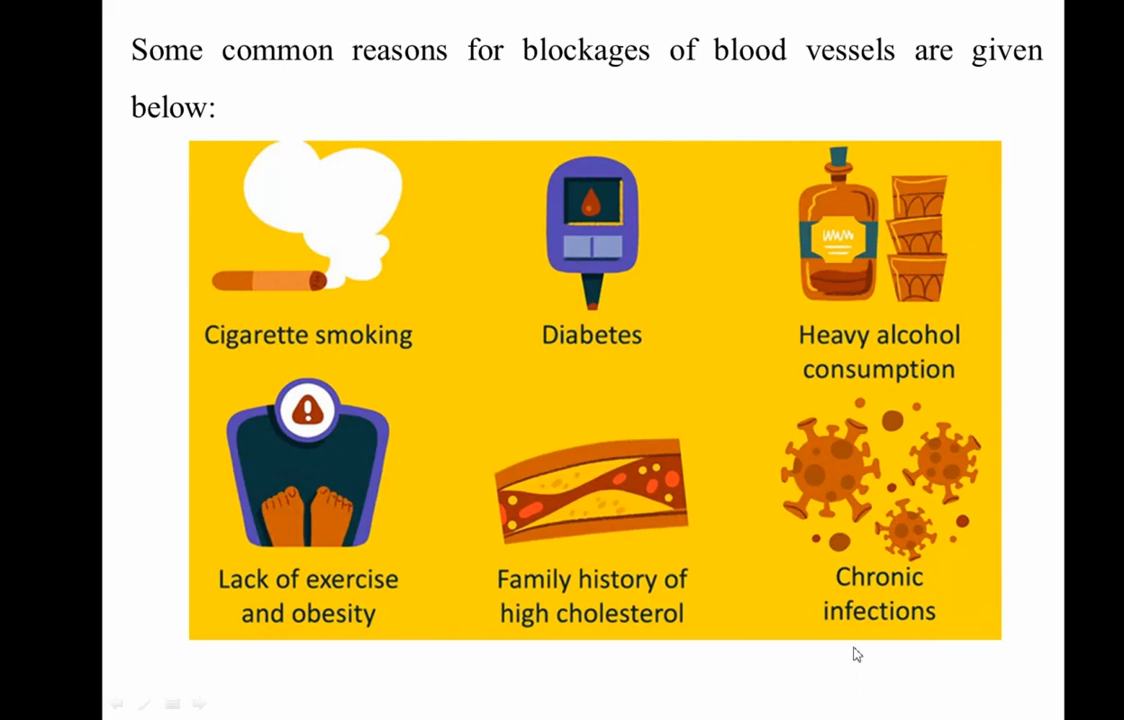 Some common reasons for blockages of blood vessels are given
below:
Cigarette smoking
Diabetes
Heavy alcohol
consumption
Lack of exercise
and obesity
Family history of
high cholesterol
Chronic
infections